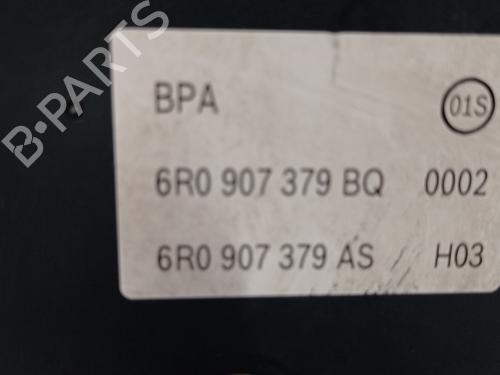 B-PARTS
BPA 01S
6R0 907 379 BQ 0002
6R0 907 379 AS H03